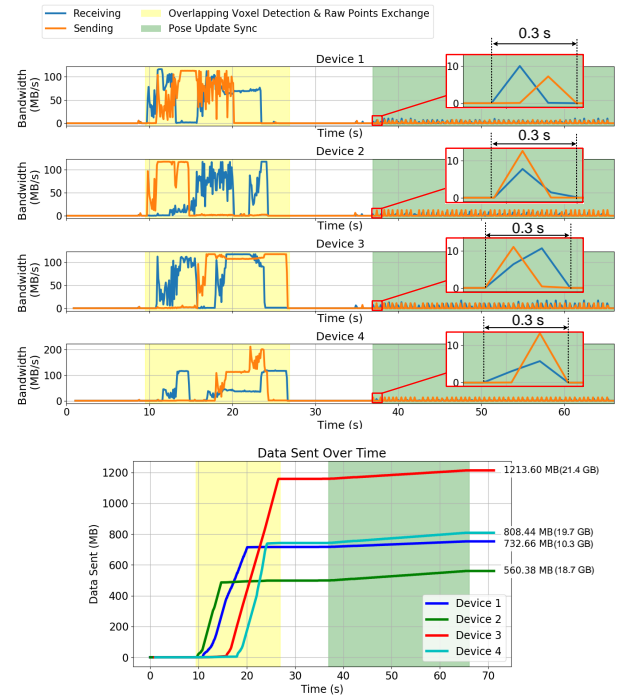 Receiving
Sending
Overlapping Voxel Detection & Raw Points Exchange
Pose Update Sync
0.3 s
Device 1
Bandwidth
(MB/s)
100
50
0
10
0
Time (s)
0.3 s
Device 2
Bandwidth
(MB/s)
100
50
0
10
0
Time (s)
0.3 s
Device 3
Bandwidth
(MB/s)
100
50
0
10
0
Time (s)
0.3 s
Device 4
Bandwidth
(MB/s)
200
100
0
10
0
0 10 20 30 40 50 60
Time (s)
Data Sent Over Time
Data Sent (MB)
1200
1000
800
600
400
200
0
1213.60 MB(21.4 GB)
808.44 MB(19.7 GB)
732.66 MB(10.3 GB)
560.38 MB(18.7 GB)
Device 1
Device 2
Device 3
Device 4
0 10 20 30 40 50 60 70
Time (s)